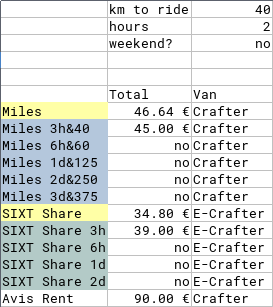 km to ride 40
hours 2
weekend? no
Total Van
Miles 46.64 € Crafter
Miles 3h&40 45.00 € Crafter
Miles 6h&60 no Crafter
Miles 1d&125 no Crafter
Miles 2d&250 no Crafter
Miles 3d&375 no Crafter
SIXT Share 34.80 € E-Crafter
SIXT Share 3h 39.00 € E-Crafter
SIXT Share 6h no E-Crafter
SIXT Share 1d no E-Crafter
SIXT Share 2d no E-Crafter
Avis Rent 90.00 € Crafter